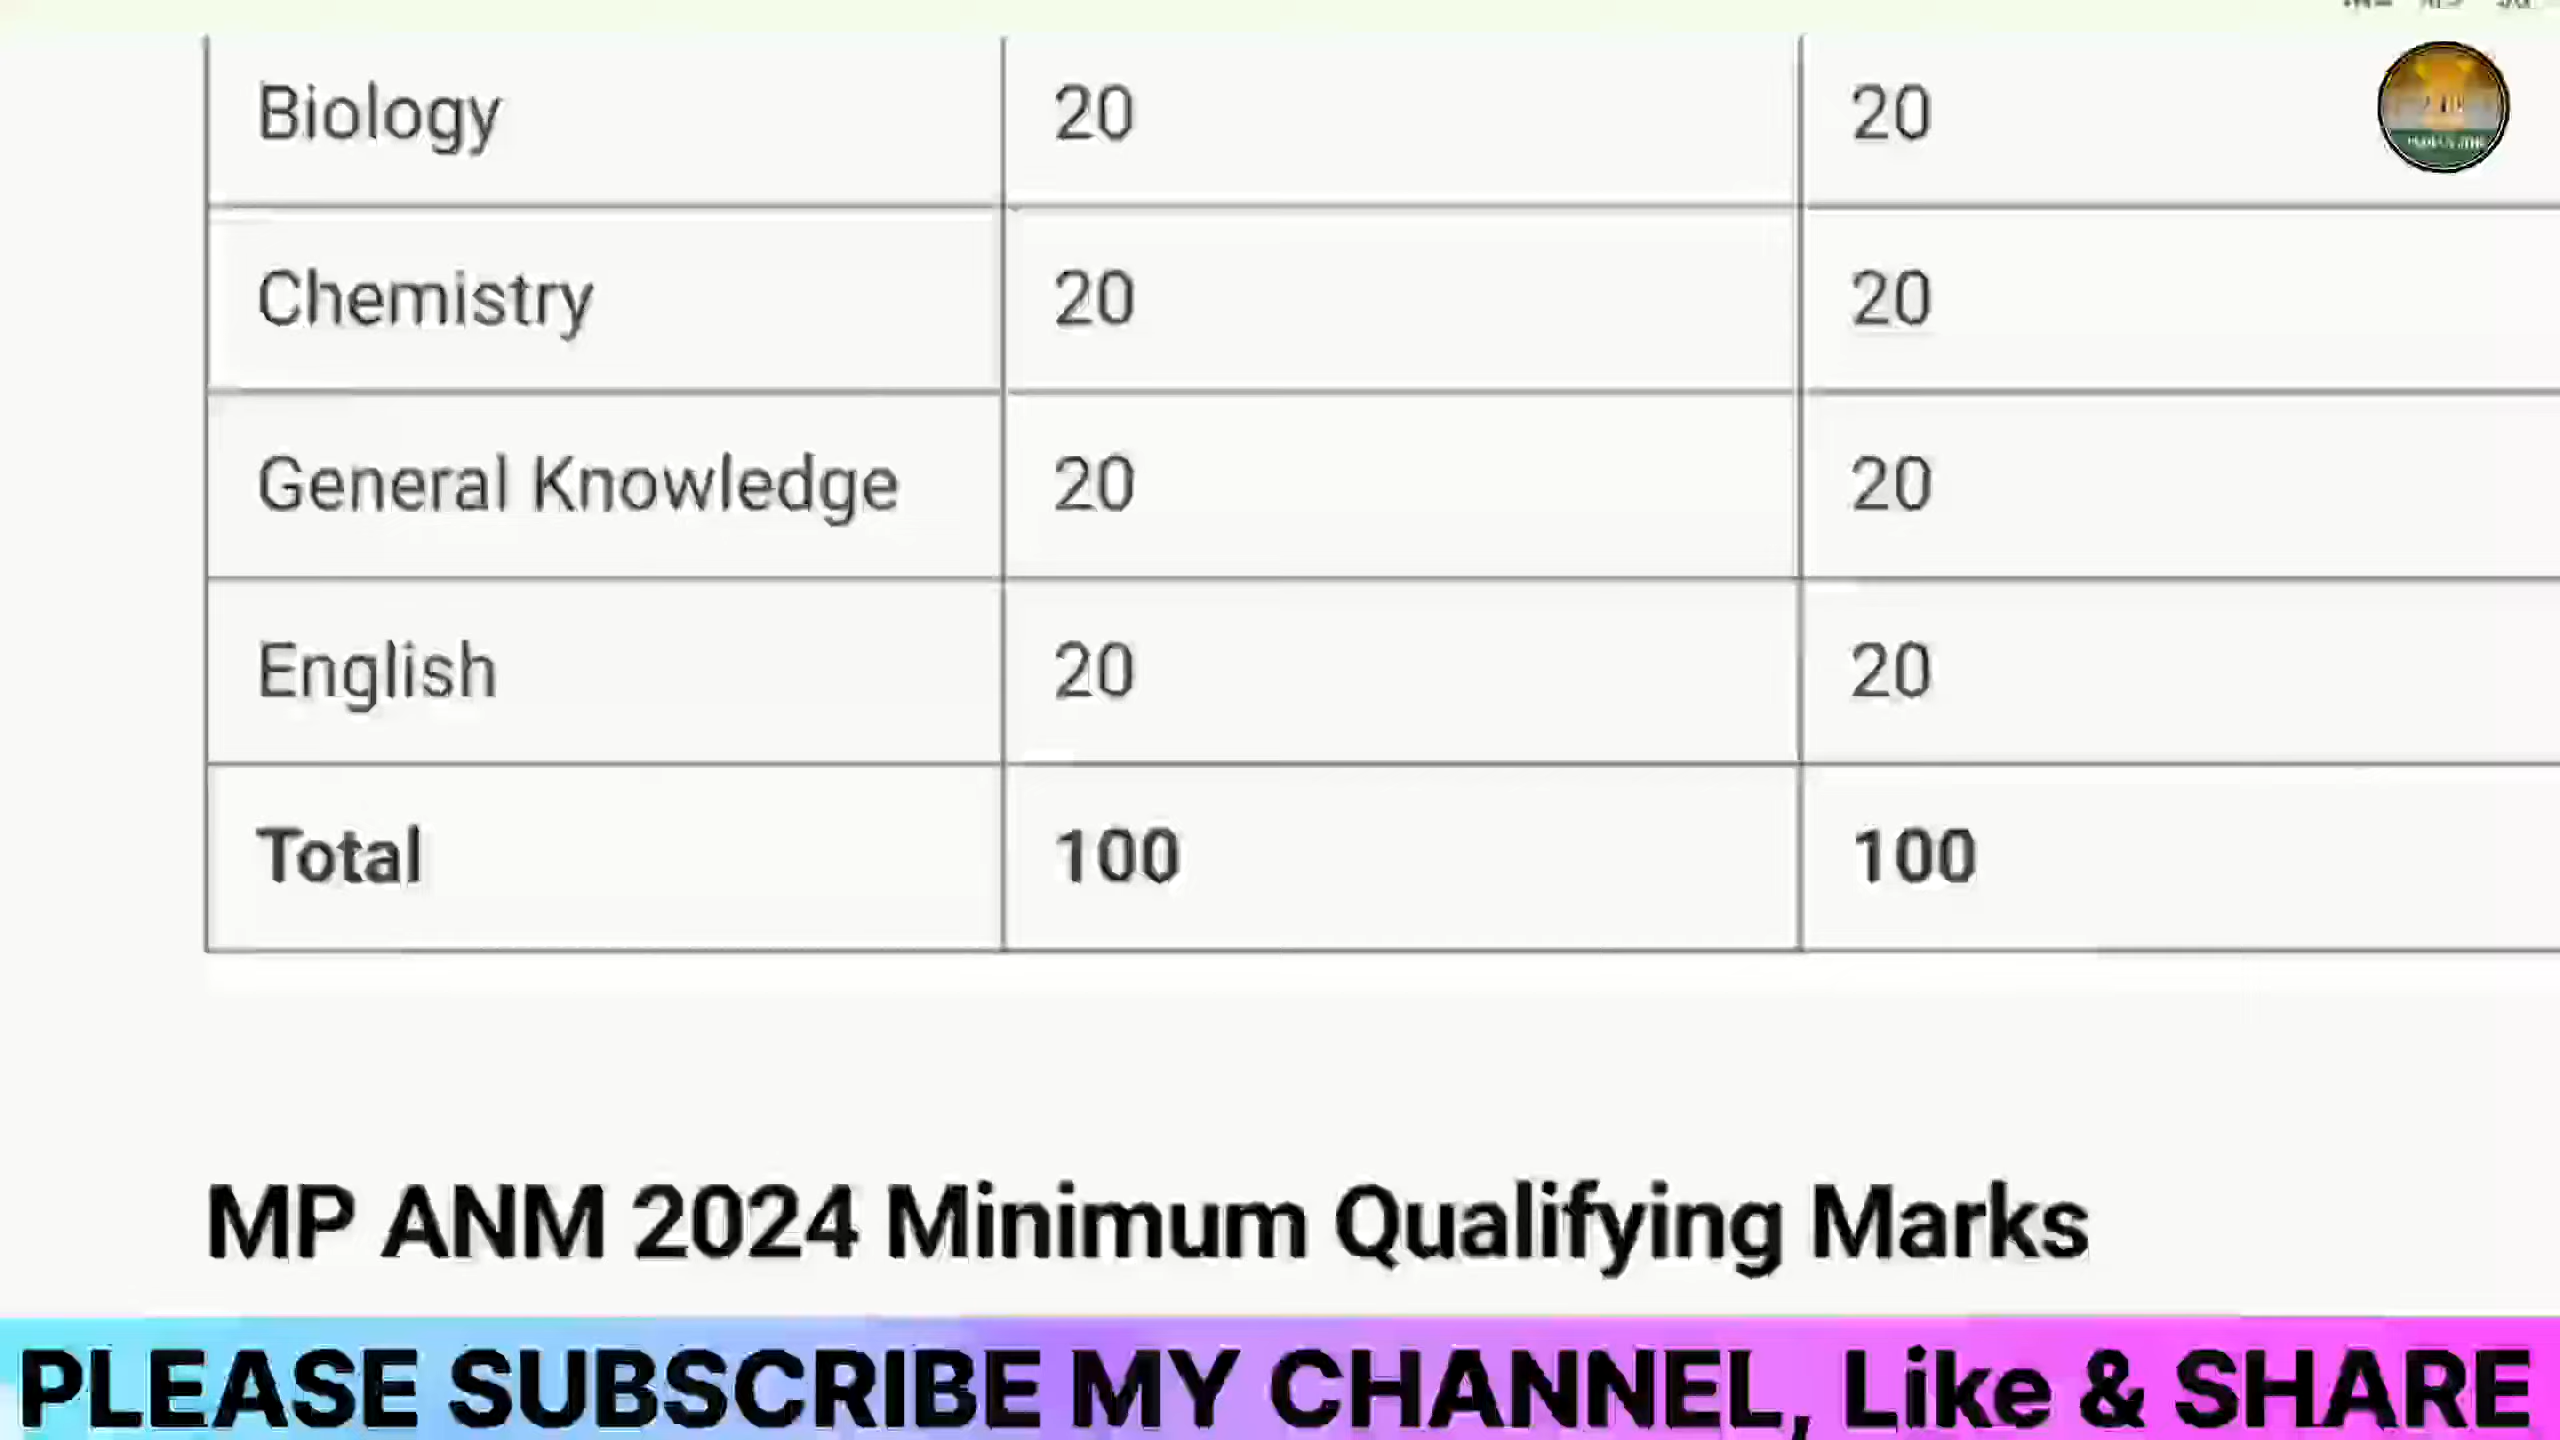 Biology 20 20
Chemistry 20 20
General Knowledge 20 20
English 20 20
Total 100 100
MP ANM 2024 Minimum Qualifying Marks
PLEASE SUBSCRIBE MY CHANNEL, Like & SHARE